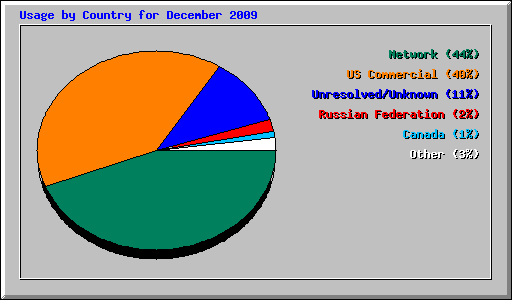 Usage by Country for December 2009
Network (44%)
US Commercial (40%)
Unresolved/Unknown (11%)
Russian Federation (2%)
Canada (1%)
Other (3%)